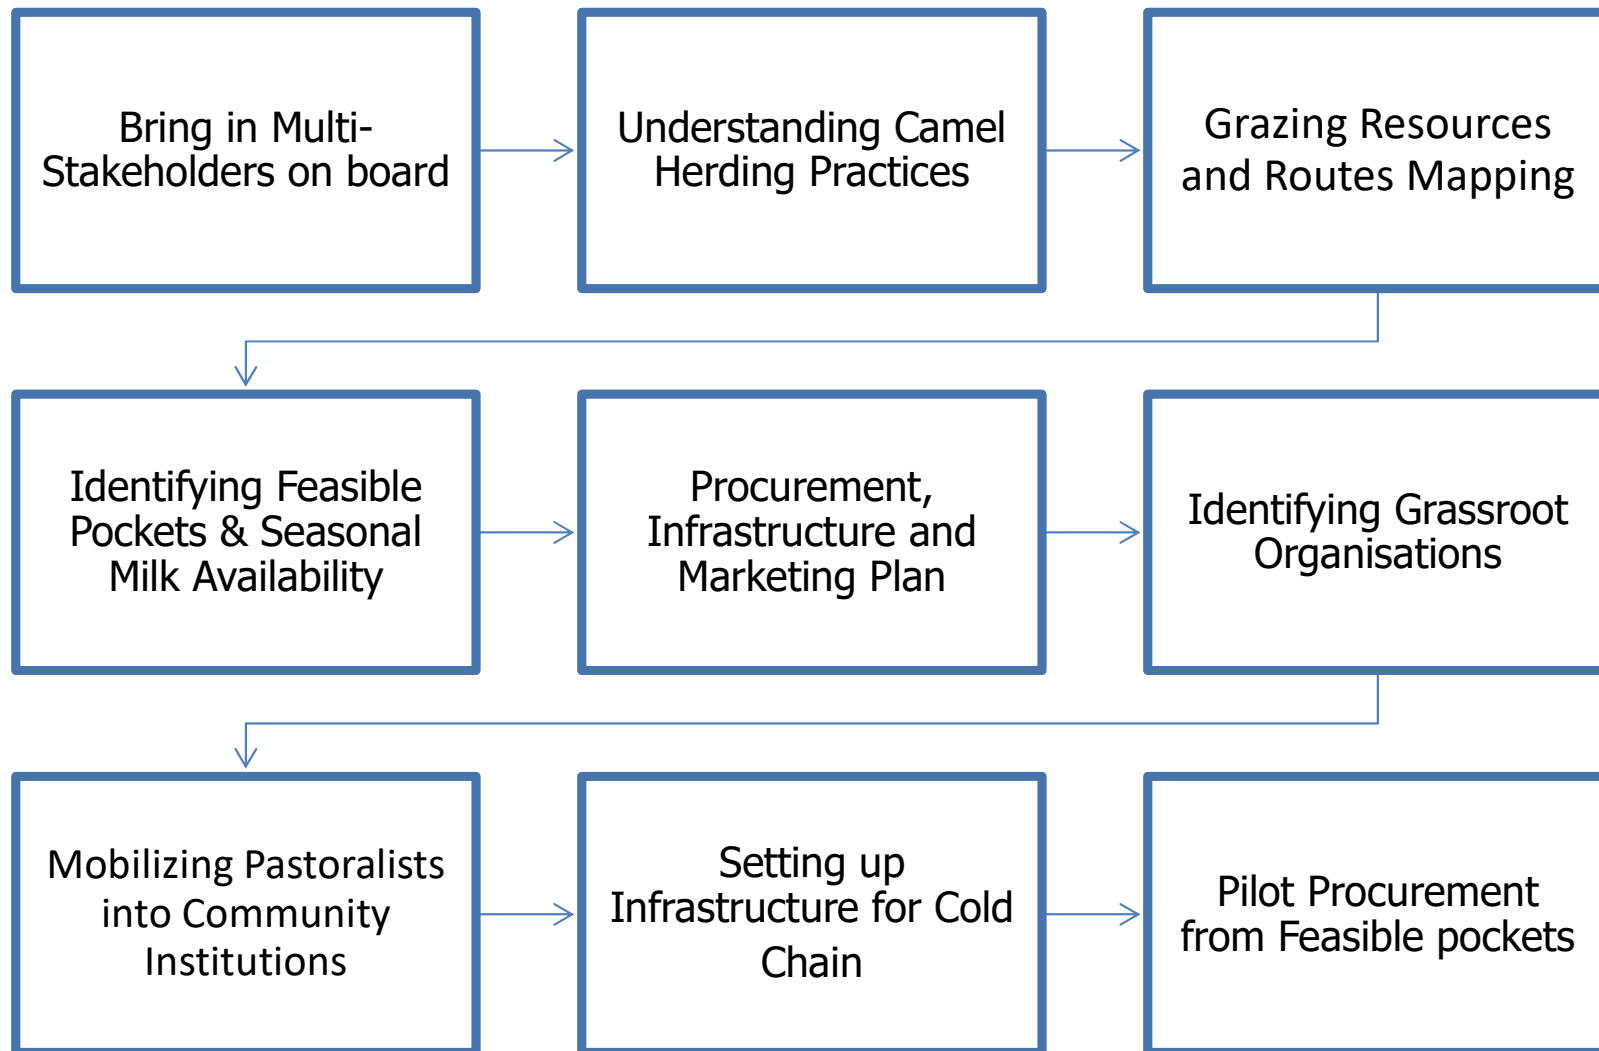 Bring in Multi-
Stakeholders on board
Understanding Camel
Herding Practices
Grazing Resources
and Routes Mapping
Identifying Feasible
Pockets & Seasonal
Milk Availability
Procurement,
Infrastructure and
Marketing Plan
Identifying Grassroot
Organisations
Mobilizing Pastoralists
into Community
Institutions
Setting up
Infrastructure for Cold
Chain
Pilot Procurement
from Feasible pockets